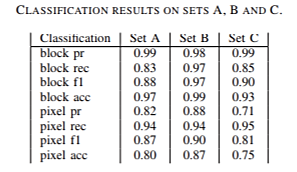 CLASSIFICATION RESULTS ON SETS A, B AND C.
Classification Set A Set B Set C
block pr 0.99 0.98 0.99
block rec 0.83 0.97 0.85
block f1 0.88 0.97 0.90
block acc 0.97 0.99 0.93
pixel pr 0.82 0.88 0.71
pixel rec 0.94 0.94 0.95
pixel f1 0.87 0.90 0.81
pixel acc 0.80 0.87 0.75